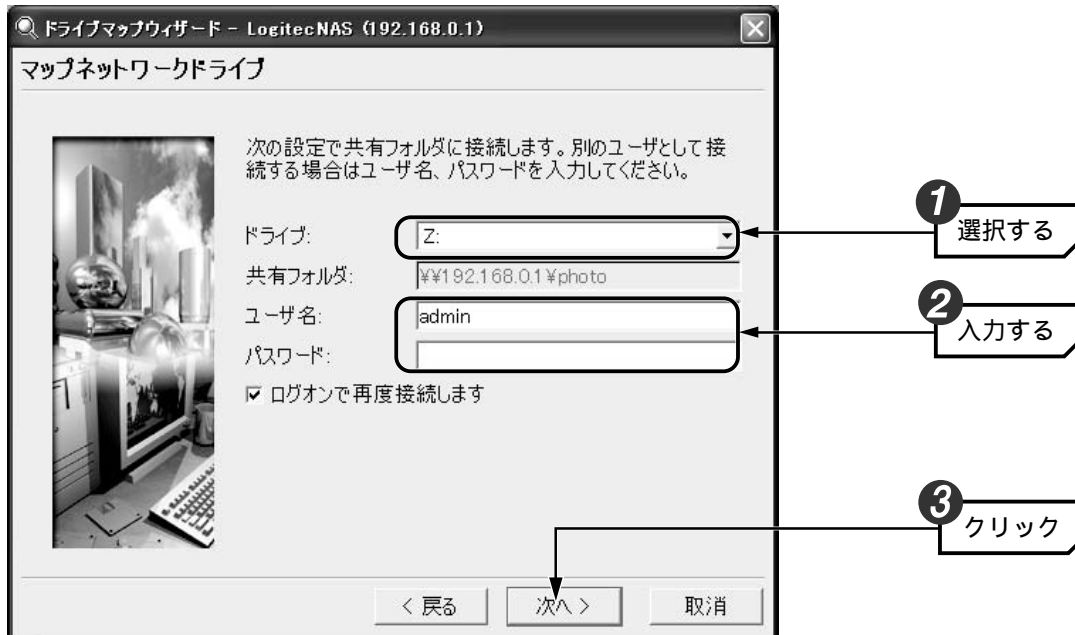 ドライブマップウィザード - LogitecNAS (192.168.0.1)
マップネットワークドライブ
次の設定で共有フォルダに接続します。別のユーザとして接
続する場合はユーザ名、パスワードを入力してください。
ドライブ: Z:
共有フォルダ: ¥¥192.168.0.1¥photo
ユーザ名: admin
パスワード:
ログオンで再度接続します
< 戻る 次へ > 取消
1 選択する
2 入力する
3 クリック